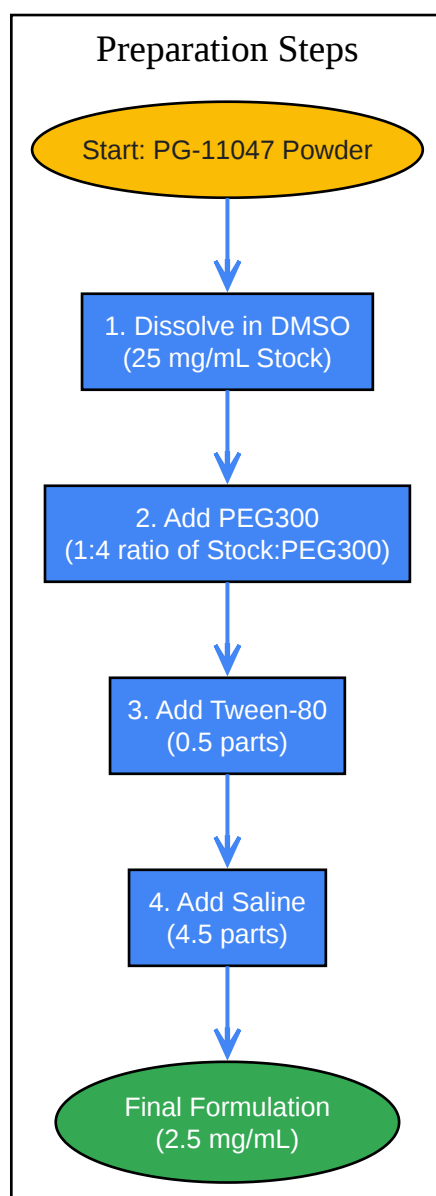 Preparation Steps
Start: PG-11047 Powder
1. Dissolve in DMSO
(25 mg/mL Stock)
2. Add PEG300
(1:4 ratio of Stock:PEG300)
3. Add Tween-80
(0.5 parts)
4. Add Saline
(4.5 parts)
Final Formulation
(2.5 mg/mL)